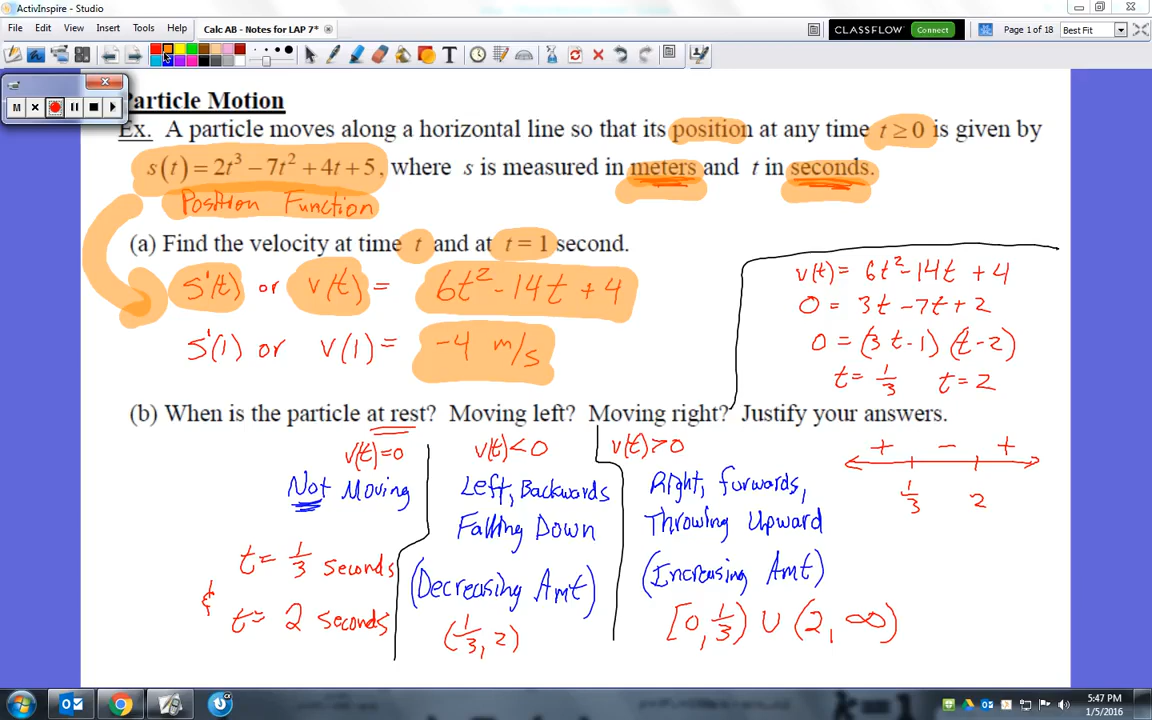 ActivInspire - Studio
File Edit View Insert Tools Help Calc AB - Notes for LAP 7* CLASSFLOW Connect Page 1 of 18 Best Fit
M
Particle Motion
Ex. A particle moves along a horizontal line so that its position at any time t ≥ 0 is given by
s(t) = 2t³ − 7t² + 4t + 5, where s is measured in meters and t in seconds.
Position Function
(a) Find the velocity at time t and at t = 1 second.
s'(t) or v(t) = 6t² - 14t + 4
s'(1) or v(1) = -4 m/s
v(t) = 6t² - 14t + 4
0 = 3t - 7t + 2
0 = (3t - 1)(t - 2)
t = 1/3 t = 2
(b) When is the particle at rest? Moving left? Moving right? Justify your answers.
v(t) = 0 v(t) < 0 v(t) > 0
+ − +
1/3 2
Not Moving Left, Backwards Right, forwards,
Falling Down Throwing Upward
t = 1/3 seconds (Decreasing Amt) (Increasing Amt)
& t = 2 seconds (1/3, 2) [0, 1/3) ∪ (2, ∞)
5:47 PM
1/5/2016